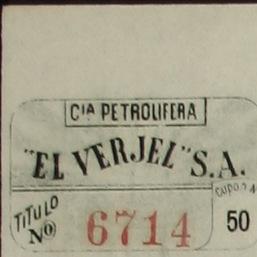 CIA PETROLIFERA
"EL VERJEL" S.A.
TITULO
No 6714
CUPON
50